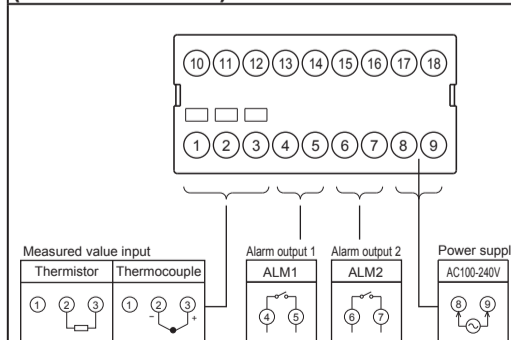 10 11 12 13 14 15 16 17 18
1 2 3 4 5 6 7 8 9
Measured value input
Thermistor Thermocouple
1 2 3 1 2 3
− +
Alarm output 1
ALM1
4 5
Alarm output 2
ALM2
6 7
Power suppl
AC100-240V
8 9